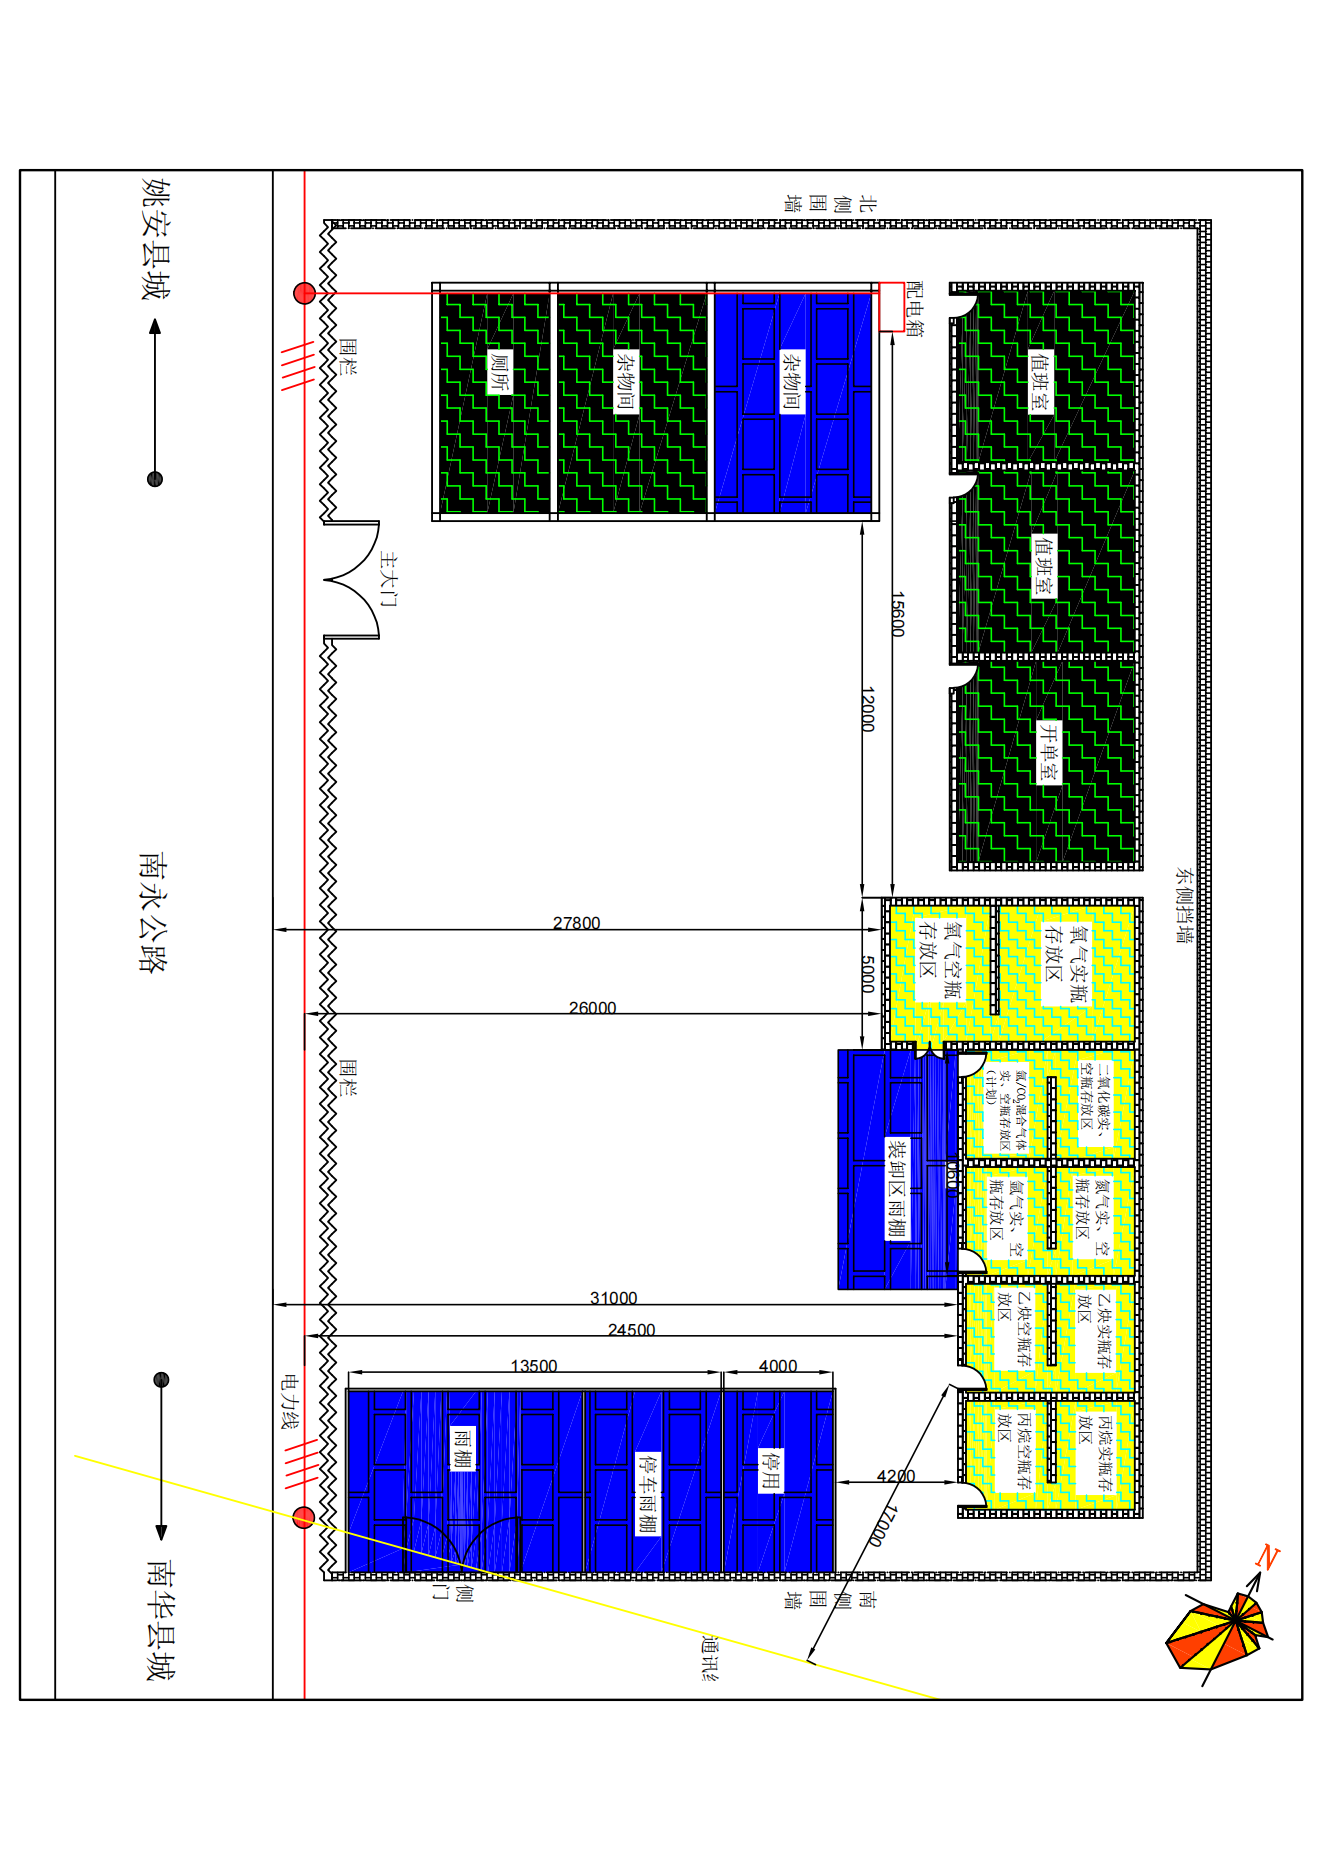 姚安县城
南永公路
南华县城
北侧围墙
配电箱
围栏
厕所
杂物间
杂物间
值班室
值班室
开单室
主大门
15600
12000
东侧挡墙
27800
26000
5000
氧气空瓶
存放区
氧气实瓶
存放区
围栏
二氧化碳实、
空瓶存放区
氩/CO2混合气体
实、空瓶存放区
(计划)
装卸区雨棚
氮气实、空
瓶存放区
氩气实、空
瓶存放区
乙炔实瓶存
放区
乙炔空瓶存
放区
丙烷实瓶存
放区
丙烷空瓶存
放区
31000
24500
13500
4000
4200
17000
电力线
雨棚
停车雨棚
停用
侧门
南侧围墙
通讯
N